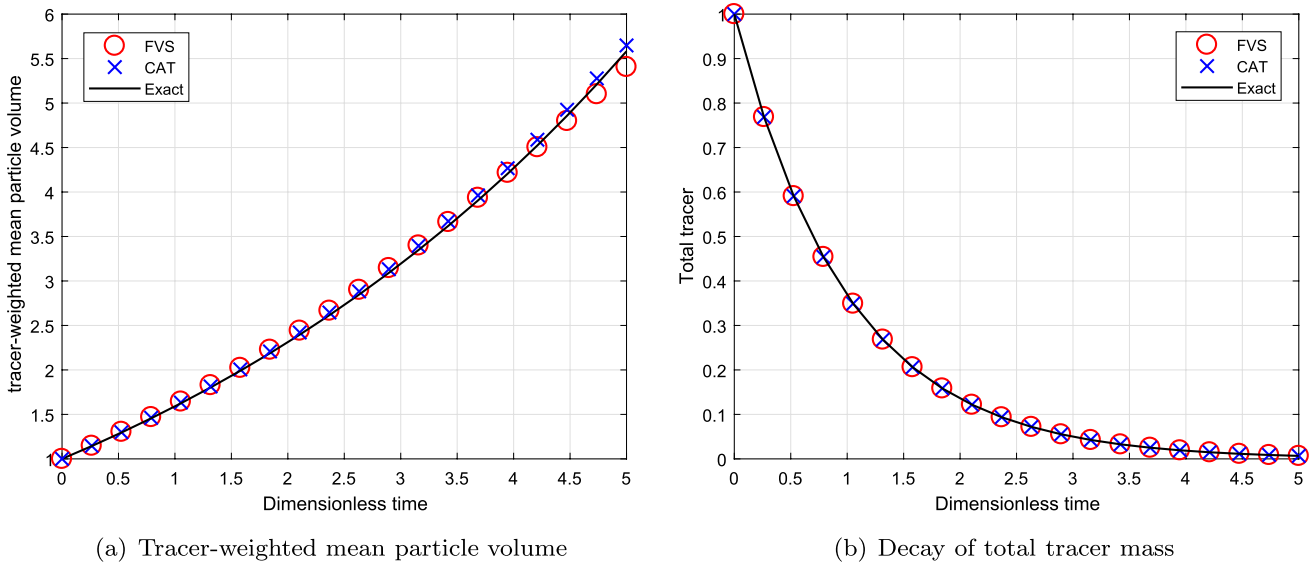 6
5.5
5
4.5
4
3.5
3
2.5
2
1.5
1
0 0.5 1 1.5 2 2.5 3 3.5 4 4.5 5
Dimensionless time
tracer-weighted mean particle volume
FVS
CAT
Exact
(a) Tracer-weighted mean particle volume
1
0.9
0.8
0.7
0.6
0.5
0.4
0.3
0.2
0.1
0
0 0.5 1 1.5 2 2.5 3 3.5 4 4.5 5
Dimensionless time
Total tracer
FVS
CAT
Exact
(b) Decay of total tracer mass